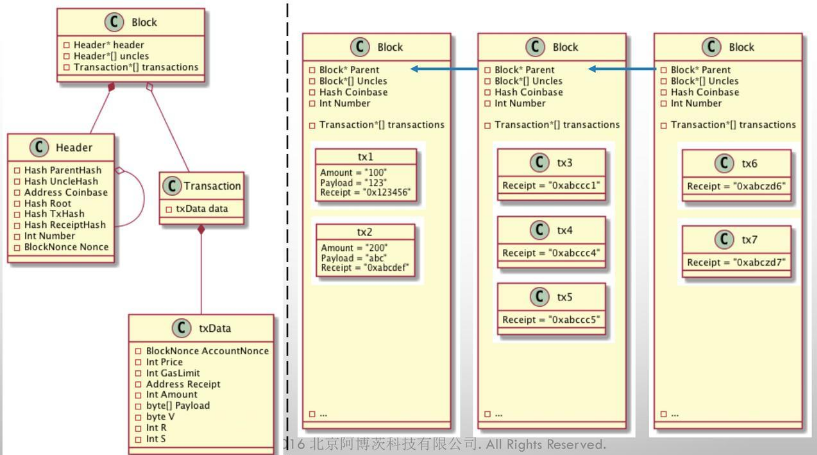 C Block
Header* header
Header*[] uncles
Transaction*[] transactions
C Header
Hash ParentHash
Hash UncleHash
Address Coinbase
Hash Root
Hash TxHash
Hash ReceiptHash
Int Number
BlockNonce Nonce
C Transaction
txData data
C txData
BlockNonce AccountNonce
Int Price
Int GasLimit
Address Receipt
Int Amount
byte[] Payload
byte V
Int R
Int S
C Block
Block* Parent
Block*[] Uncles
Hash Coinbase
Int Number
Transaction*[] transactions
tx1
Amount = "100"
Payload = "123"
Receipt = "0x123456"
tx2
Amount = "200"
Payload = "abc"
Receipt = "0xabcdef"
...
C Block
Block* Parent
Block*[] Uncles
Hash Coinbase
Int Number
Transaction*[] transactions
C tx3
Receipt = "0xabccc1"
C tx4
Receipt = "0xabccc4"
C tx5
Receipt = "0xabccc5"
...
C Block
Block* Parent
Block*[] Uncles
Hash Coinbase
Int Number
Transaction*[] transactions
C tx6
Receipt = "0xabczd6"
C tx7
Receipt = "0xabczd7"
...
16 北京阿博茨科技有限公司. All Rights Reserved.